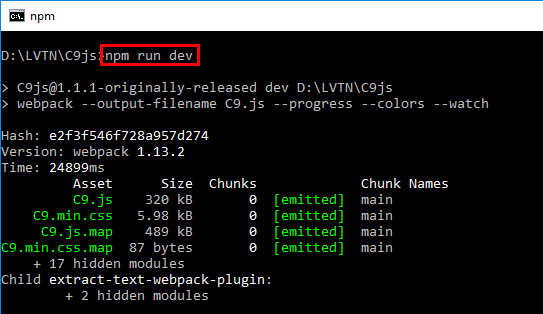 npm
D:\LVTN\C9js>npm run dev
> C9js@1.1.1-originally-released dev D:\LVTN\C9js
> webpack --output-filename C9.js --progress --colors --watch
Hash: e2f3f546f728a957d274
Version: webpack 1.13.2
Time: 24899ms
Asset Size Chunks Chunk Names
C9.js 320 kB 0 [emitted] main
C9.min.css 5.98 kB 0 [emitted] main
C9.js.map 489 kB 0 [emitted] main
C9.min.css.map 87 bytes 0 [emitted] main
+ 17 hidden modules
Child extract-text-webpack-plugin:
+ 2 hidden modules